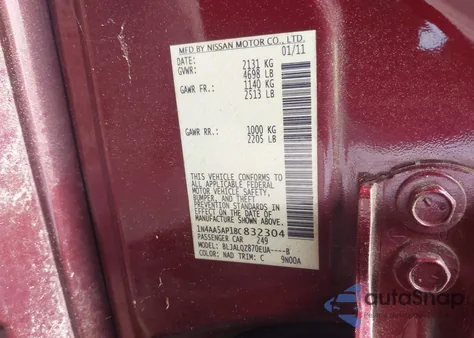 MFD BY NISSAN MOTOR CO., LTD.
DATE: 01/11
GVWR: 2131 KG
4698 LB
GAWR FR.: 1140 KG
2513 LB
GAWR RR.: 1000 KG
2205 LB
THIS VEHICLE CONFORMS TO
ALL APPLICABLE FEDERAL
MOTOR VEHICLE SAFETY,
BUMPER, AND THEFT
PREVENTION STANDARDS IN
EFFECT ON THE DATE OF
MANUFACTURE SHOWN ABOVE.
1N4AA5AP1BC832304
PASSENGER CAR 249
MODEL: BLJALQZ870EUA----B
COLOR: NAD TRIM: C 9N00A
autoSnap